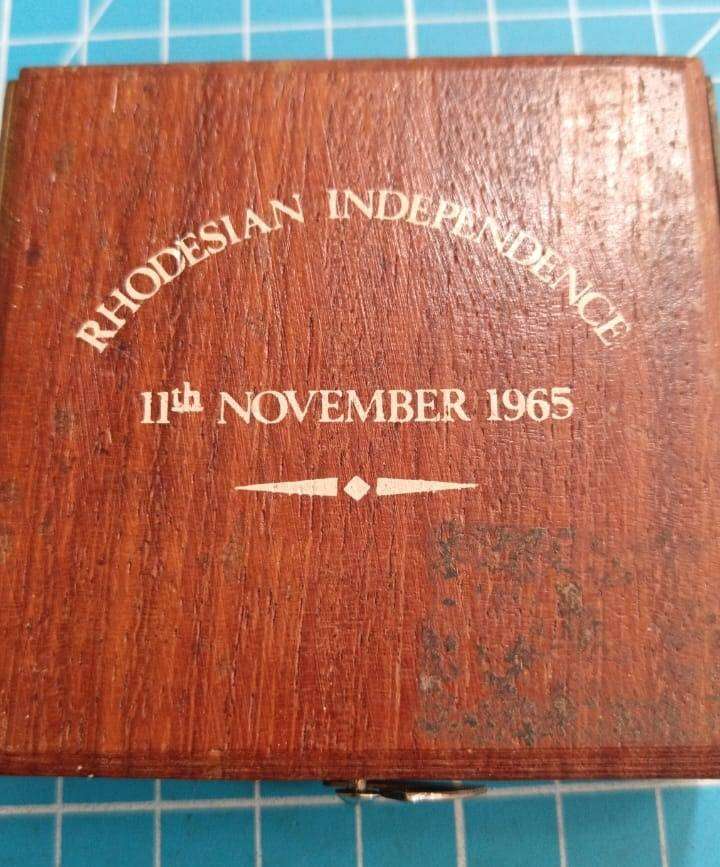 RHODESIAN INDEPENDENCE
11th NOVEMBER 1965